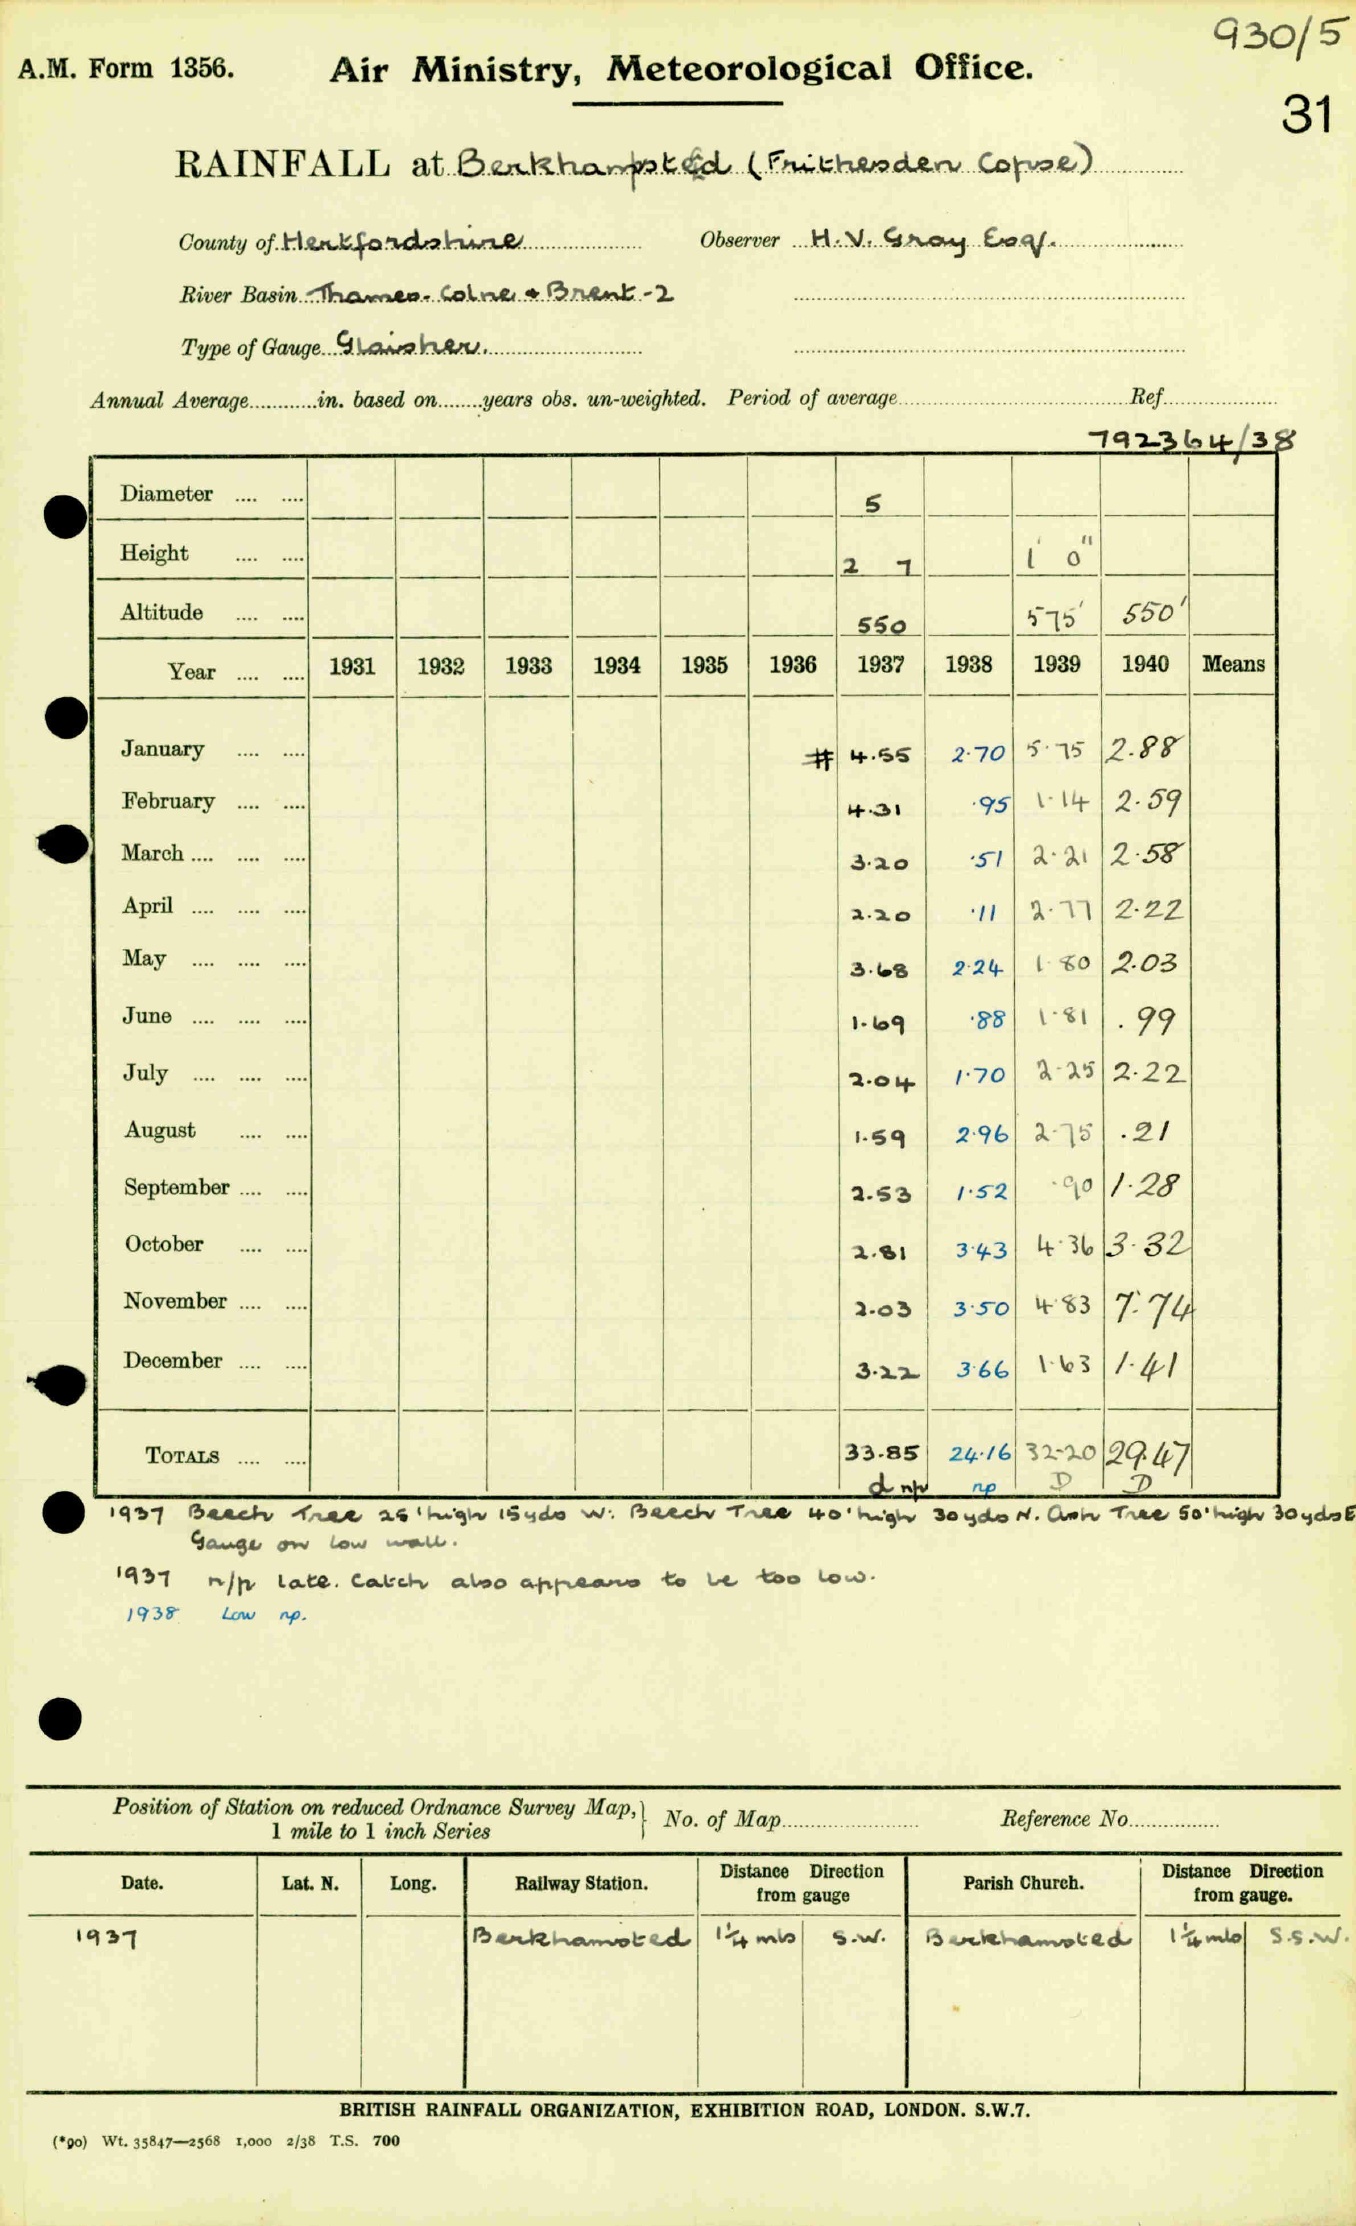 930/5
A.M. Form 1356. Air Ministry, Meteorological Office.
31
RAINFALL at Berkhampsted (Frithesden Copse)
County of Hertfordshire Observer H.V. Gray Esq.
River Basin Thames-Colne & Brent-2
Type of Gauge Glaisher.
Annual Average............in. based on........years obs. un-weighted. Period of average........ Ref........
792364/38
Diameter .... .... 5
Height .... .... 2 7 1' 0"
Altitude .... .... 550 575' 550'
Year .... .... 1931 1932 1933 1934 1935 1936 1937 1938 1939 1940 Means
January .... .... # 4.55 2.70 5.75 2.88
February .... .... 4.31 .95 1.14 2.59
March .... .... .... 3.20 .51 2.21 2.58
April .... .... .... 2.20 .11 2.77 2.22
May .... .... .... 3.68 2.24 1.80 2.03
June .... .... .... 1.69 .88 1.81 .99
July .... .... .... 2.04 1.70 2.25 2.22
August .... .... 1.59 2.96 2.75 .21
September .... .... 2.53 1.52 .90 1.28
October .... .... 2.81 3.43 4.36 3.32
November .... .... 2.03 3.50 4.83 7.74
December .... .... 3.22 3.66 1.63 1.41
TOTALS .... .... 33.85 24.16 32.20 29.47
d n/p np D D
1937 Beech Tree 25' high 15yds W: Beech Tree 40' high 30yds N. Ash Tree 50' high 30yds E
Gauge on low wall.
1937 n/p late. Catch also appears to be too low.
1938 Low np.
Position of Station on reduced Ordnance Survey Map, } No. of Map........ Reference No........
1 mile to 1 inch Series
Date. Lat. N. Long. Railway Station. Distance Direction from gauge Parish Church. Distance Direction from gauge.
1937 Berkhamsted 1¼ mls S.W. Berkhamsted 1¼ mls S.S.W.
BRITISH RAINFALL ORGANIZATION, EXHIBITION ROAD, LONDON. S.W.7.
(*90) Wt. 35847—2568 1,000 2/38 T.S. 700